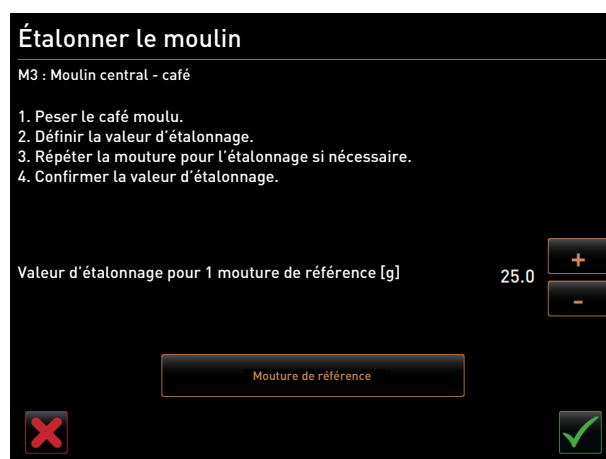 Étalonner le moulin
M3 : Moulin central - café
1. Peser le café moulu.
2. Définir la valeur d'étalonnage.
3. Répéter la mouture pour l'étalonnage si nécessaire.
4. Confirmer la valeur d'étalonnage.
+
Valeur d'étalonnage pour 1 mouture de référence [g] 25.0
-
Mouture de référence